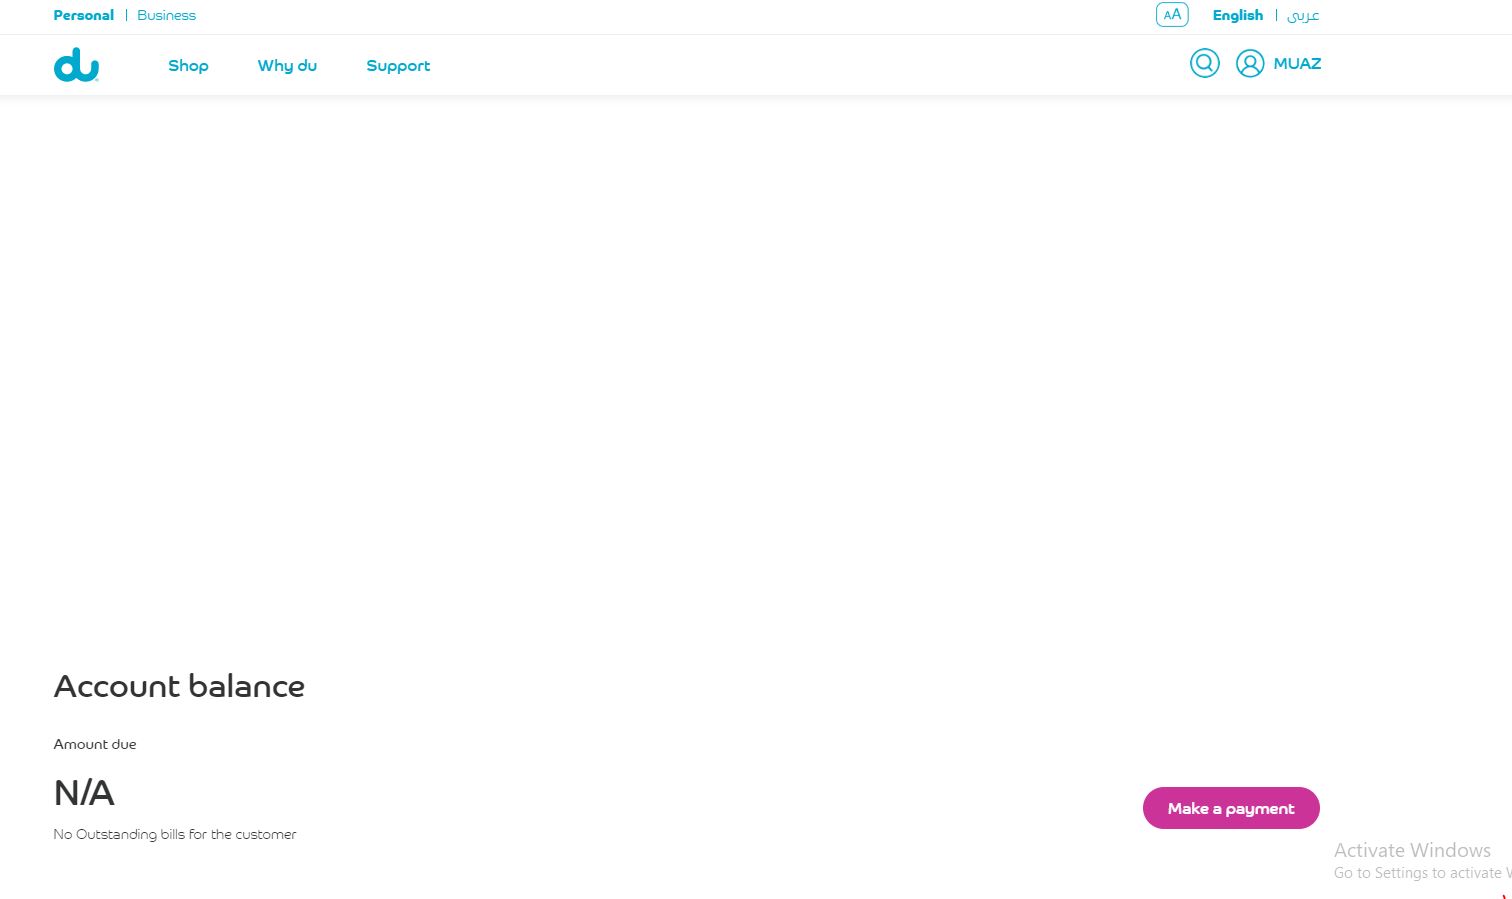 Personal | Business
AA English | عربي
du Shop Why du Support MUAZ
Account balance
Amount due
N/A
No Outstanding bills for the customer
Make a payment
Activate Windows
Go to Settings to activate W